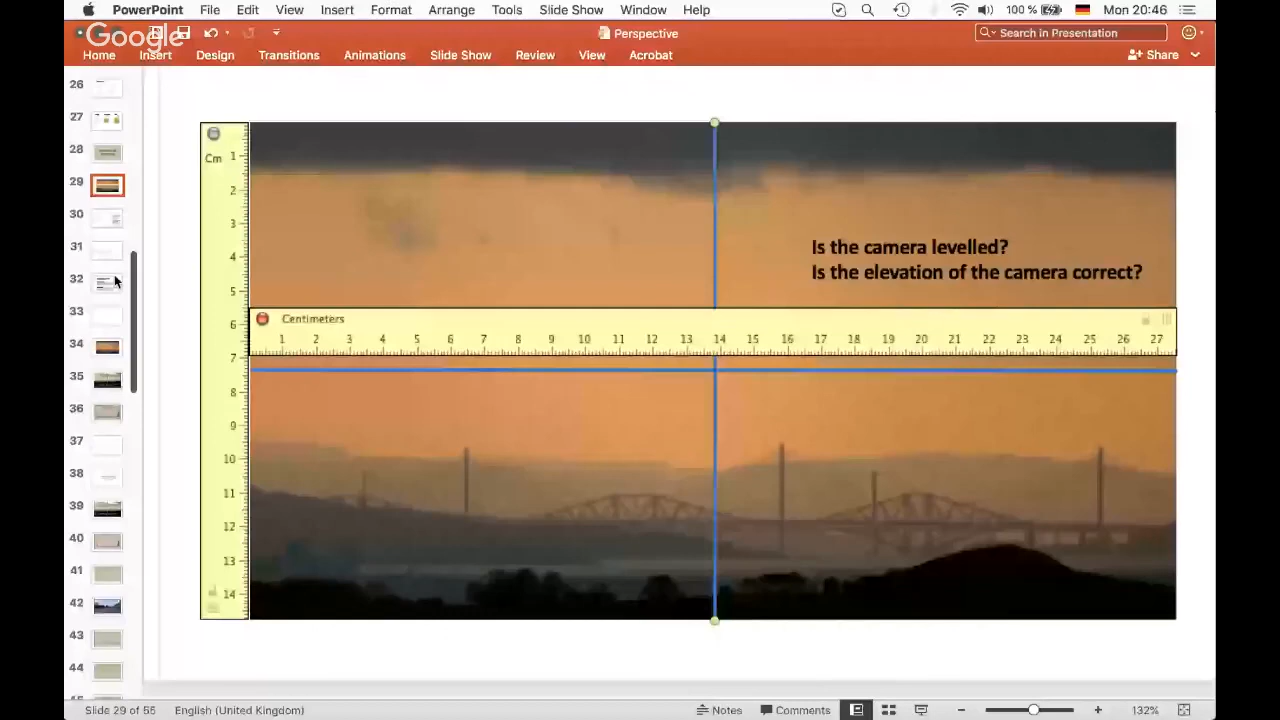 PowerPoint File Edit View Insert Format Arrange Tools Slide Show Window Help 100 % Mon 20:46
Google
Perspective
Search in Presentation
Home Insert Design Transitions Animations Slide Show Review View Acrobat
Share
26
27
28
29
30
31
32
33
34
35
36
37
38
39
40
41
42
43
44
Cm
1
2
3
4
5
6
7
8
9
10
11
12
13
14
Is the camera levelled?
Is the elevation of the camera correct?
Centimeters
1 2 3 4 5 6 7 8 9 10 11 12 13 14 15 16 17 18 19 20 21 22 23 24 25 26 27
Slide 29 of 55 English (United Kingdom) Notes Comments 132%